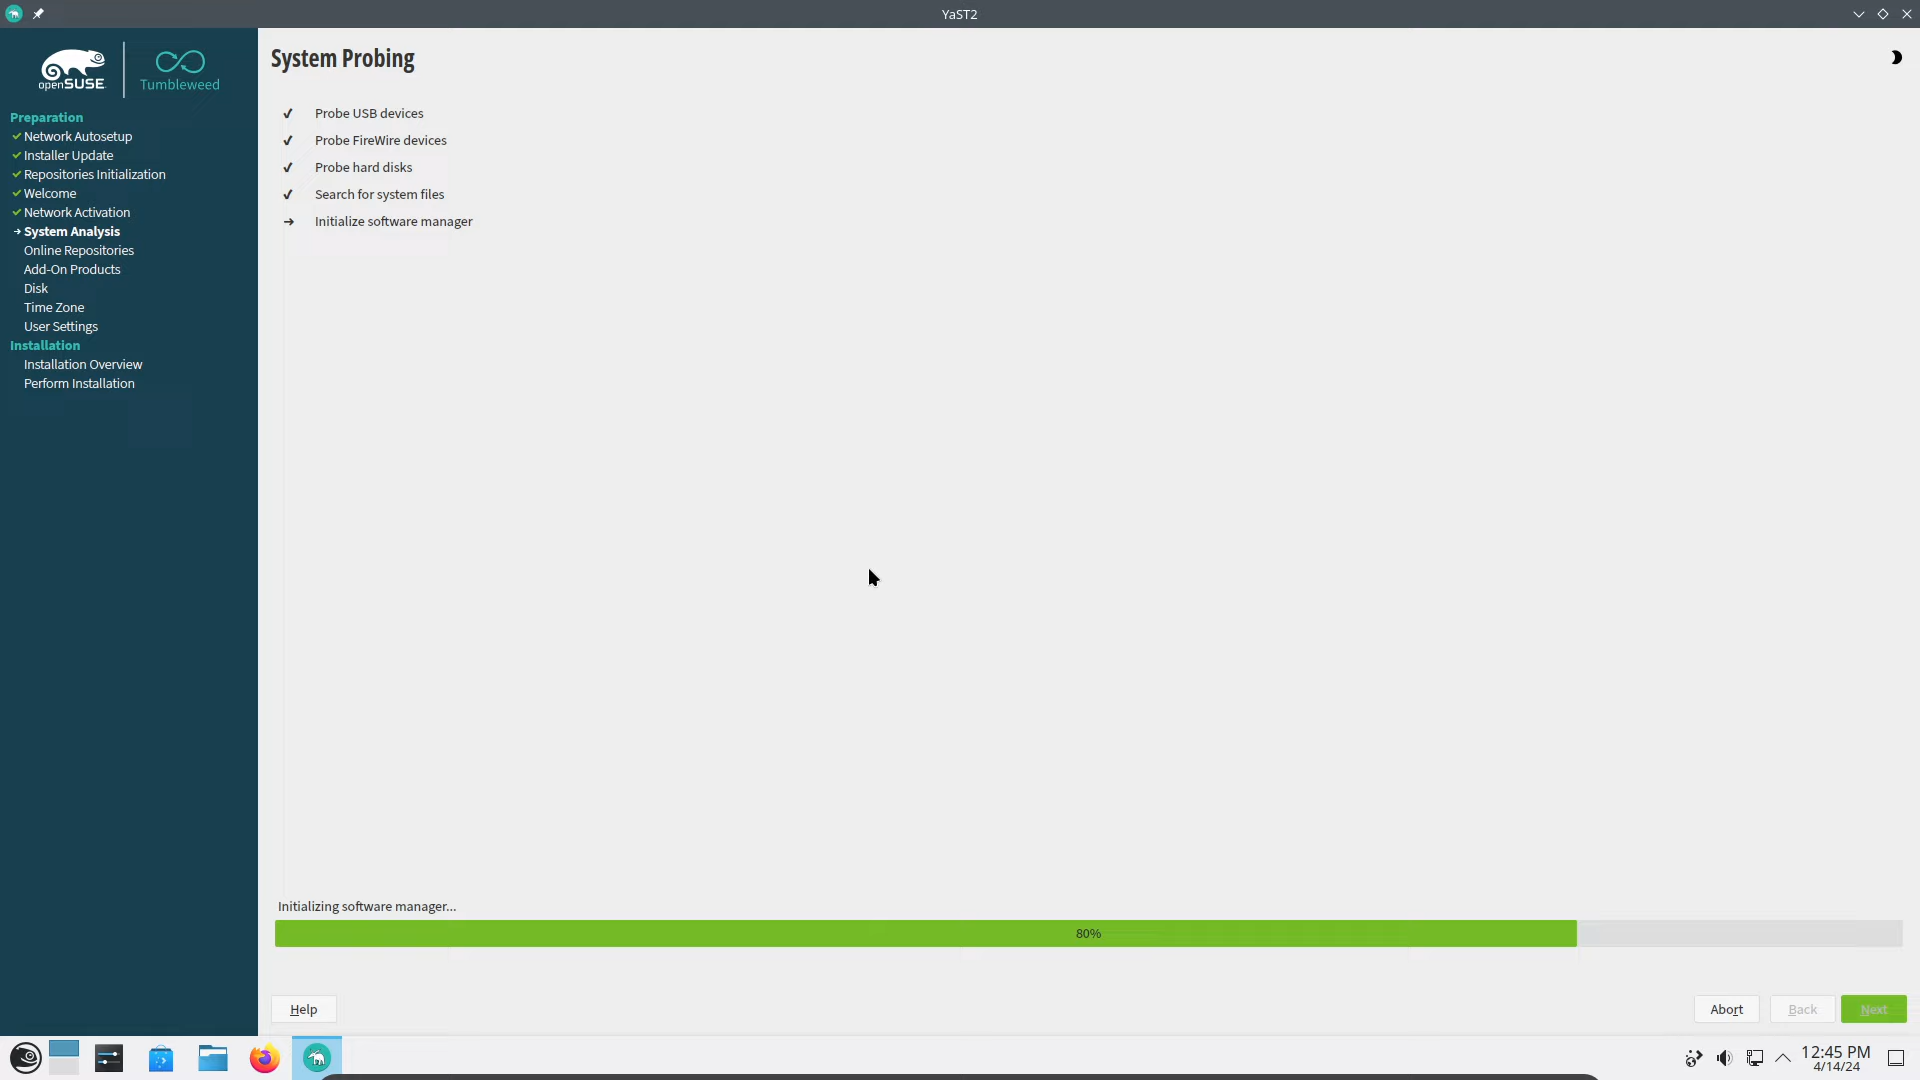 YaST2
openSUSE
Tumbleweed
Preparation
Network Autosetup
Installer Update
Repositories Initialization
Welcome
Network Activation
System Analysis
Online Repositories
Add-On Products
Disk
Time Zone
User Settings
Installation
Installation Overview
Perform Installation
System Probing
Probe USB devices
Probe FireWire devices
Probe hard disks
Search for system files
Initialize software manager
Initializing software manager...
80%
Help
Abort
Back
Next
12:45 PM
4/14/24